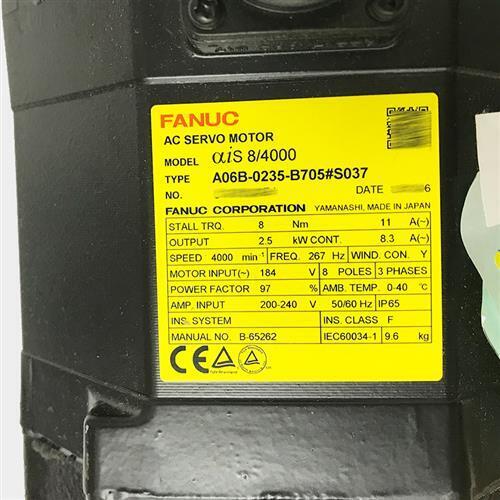 FANUC
AC SERVO MOTOR
MODEL αiS 8/4000
TYPE A06B-0235-B705#S037
NO. DATE 6
FANUC CORPORATION YAMANASHI, MADE IN JAPAN
STALL TRQ. 8 Nm 11 A(~)
OUTPUT 2.5 kW CONT. 8.3 A(~)
SPEED 4000 min⁻¹ FREQ. 267 Hz WIND. CON. Y
MOTOR INPUT(~) 184 V 8 POLES 3 PHASES
POWER FACTOR 97 % AMB. TEMP. 0-40 ℃
AMP. INPUT 200-240 V 50/60 Hz IP65
INS. SYSTEM INS. CLASS F
MANUAL NO. B-65262 IEC60034-1 9.6 kg
CE